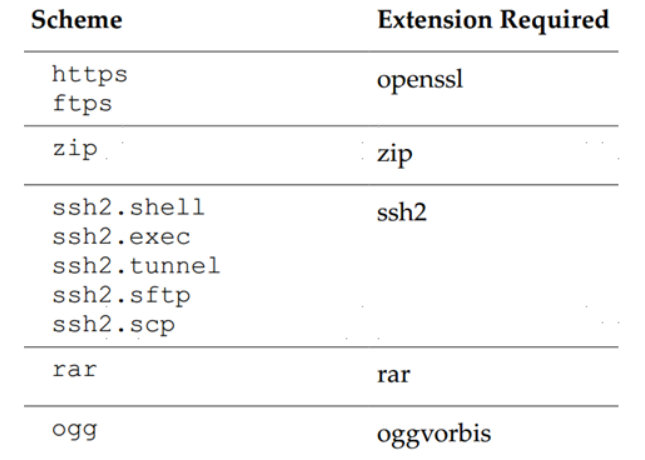 Scheme Extension Required
https openssl
ftps
zip zip
ssh2.shell ssh2
ssh2.exec
ssh2.tunnel
ssh2.sftp
ssh2.scp
rar rar
ogg oggvorbis